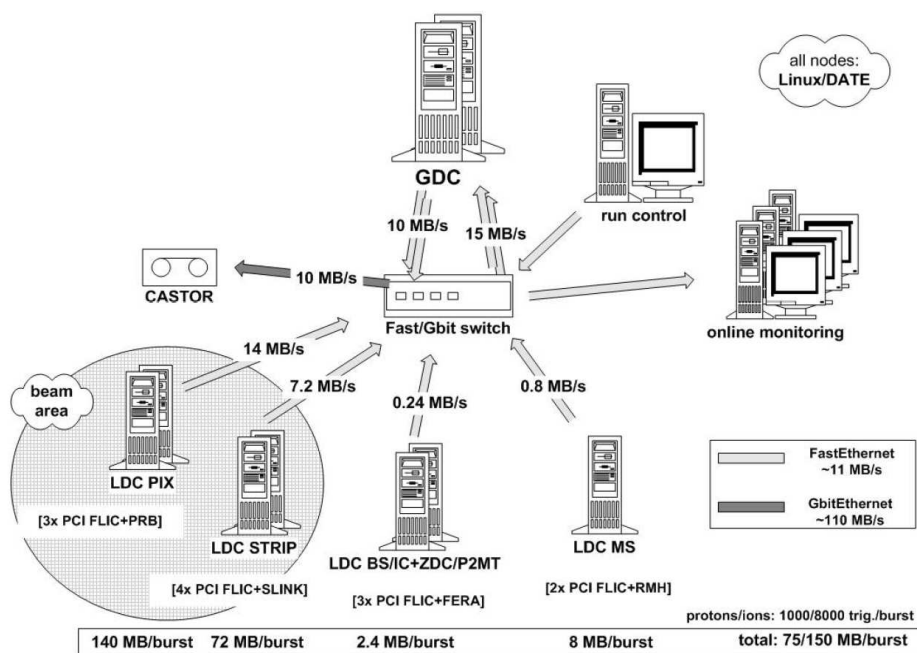 all nodes:
Linux/DATE
GDC
run control
10 MB/s
15 MB/s
CASTOR
10 MB/s
Fast/Gbit switch
online monitoring
14 MB/s
beam
area
7.2 MB/s
0.24 MB/s
0.8 MB/s
LDC PIX
[3x PCI FLIC+PRB]
LDC STRIP
[4x PCI FLIC+SLINK]
LDC BS/IC+ZDC/P2MT
[3x PCI FLIC+FERA]
LDC MS
[2x PCI FLIC+RMH]
FastEthernet
~11 MB/s
GbitEthernet
~110 MB/s
protons/ions: 1000/8000 trig./burst
140 MB/burst 72 MB/burst 2.4 MB/burst 8 MB/burst total: 75/150 MB/burst